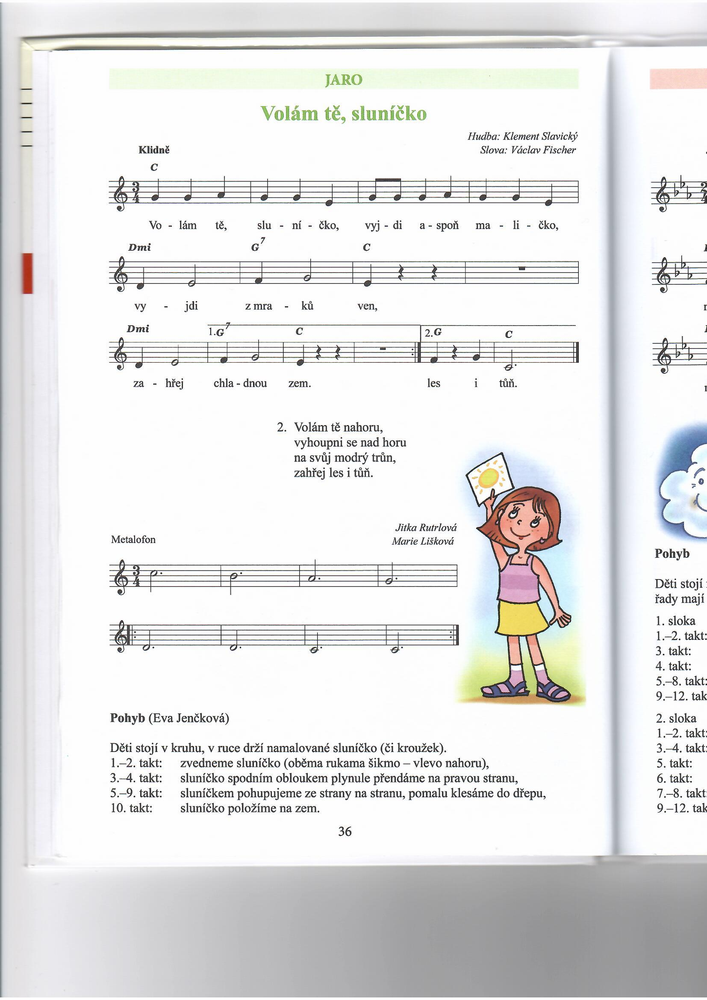 JARO
Volám tě, sluníčko
Hudba: Klement Slavický
Klidně
Slova: Václav Fischer
C
3
4
Vo - lám tě, slu - ní - čko, vyj - di a - spoň ma - li - čko,
Dmi G7 C
vy - jdi z mra - ků ven,
Dmi 1.G7 C 2.G C
za - hřej chla - dnou zem. les i tůň.
2. Volám tě nahoru,
vyhoupni se nad horu
na svůj modrý trůn,
zahřej les i tůň.
Jitka Rutrlová
Metalofon
Marie Lišková
3
4
Pohyb (Eva Jenčková)
Děti stojí v kruhu, v ruce drží namalované sluníčko (či kroužek).
1.–2. takt: zvedneme sluníčko (oběma rukama šikmo – vlevo nahoru),
3.–4. takt: sluníčko spodním obloukem plynule přendáme na pravou stranu,
5.–9. takt: sluníčkem pohupujeme ze strany na stranu, pomalu klesáme do dřepu,
10. takt: sluníčko položíme na zem.
36
Pohyb
Děti stojí
řady mají
1. sloka
1.–2. takt:
3. takt:
4. takt:
5.–8. takt:
9.–12. tak
2. sloka
1.–2. takt:
3.–4. takt:
5. takt:
6. takt:
7.–8. takt:
9.–12. tak